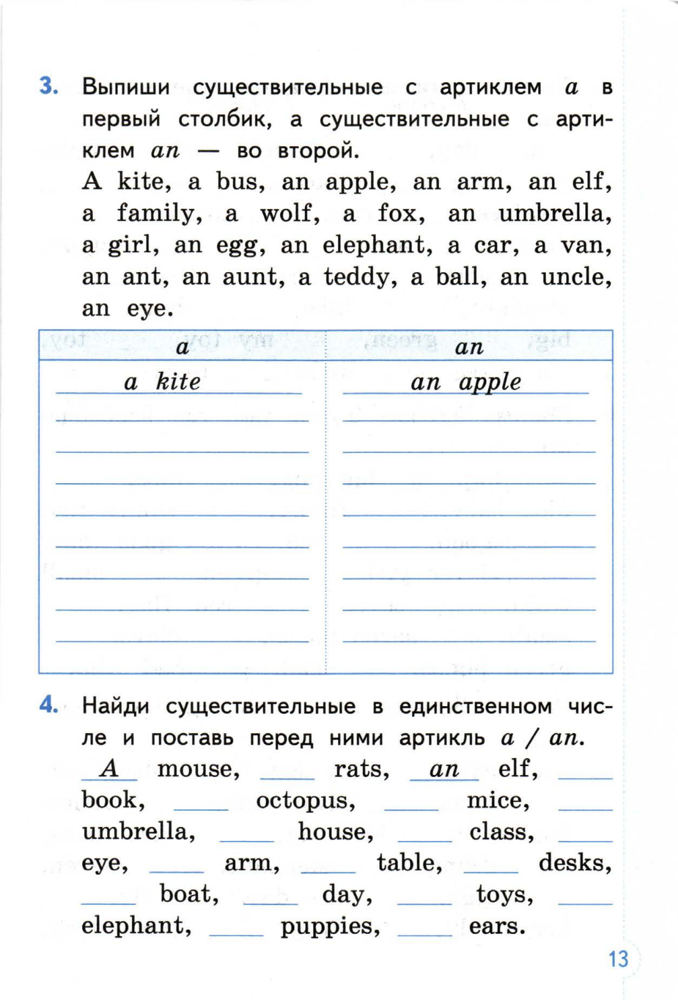 3. Выпиши существительные с артиклем a в
первый столбик, а существительные с арти-
клем an — во второй.
A kite, a bus, an apple, an arm, an elf,
a family, a wolf, a fox, an umbrella,
a girl, an egg, an elephant, a car, a van,
an ant, an aunt, a teddy, a ball, an uncle,
an eye.
a an
a kite an apple
4. Найди существительные в единственном чис-
ле и поставь перед ними артикль a / an.
A mouse, ____ rats, an elf, ____
book, ____ octopus, ____ mice, ____
umbrella, ____ house, ____ class, ____
eye, ____ arm, ____ table, ____ desks,
____ boat, ____ day, ____ toys, ____
elephant, ____ puppies, ____ ears.
13